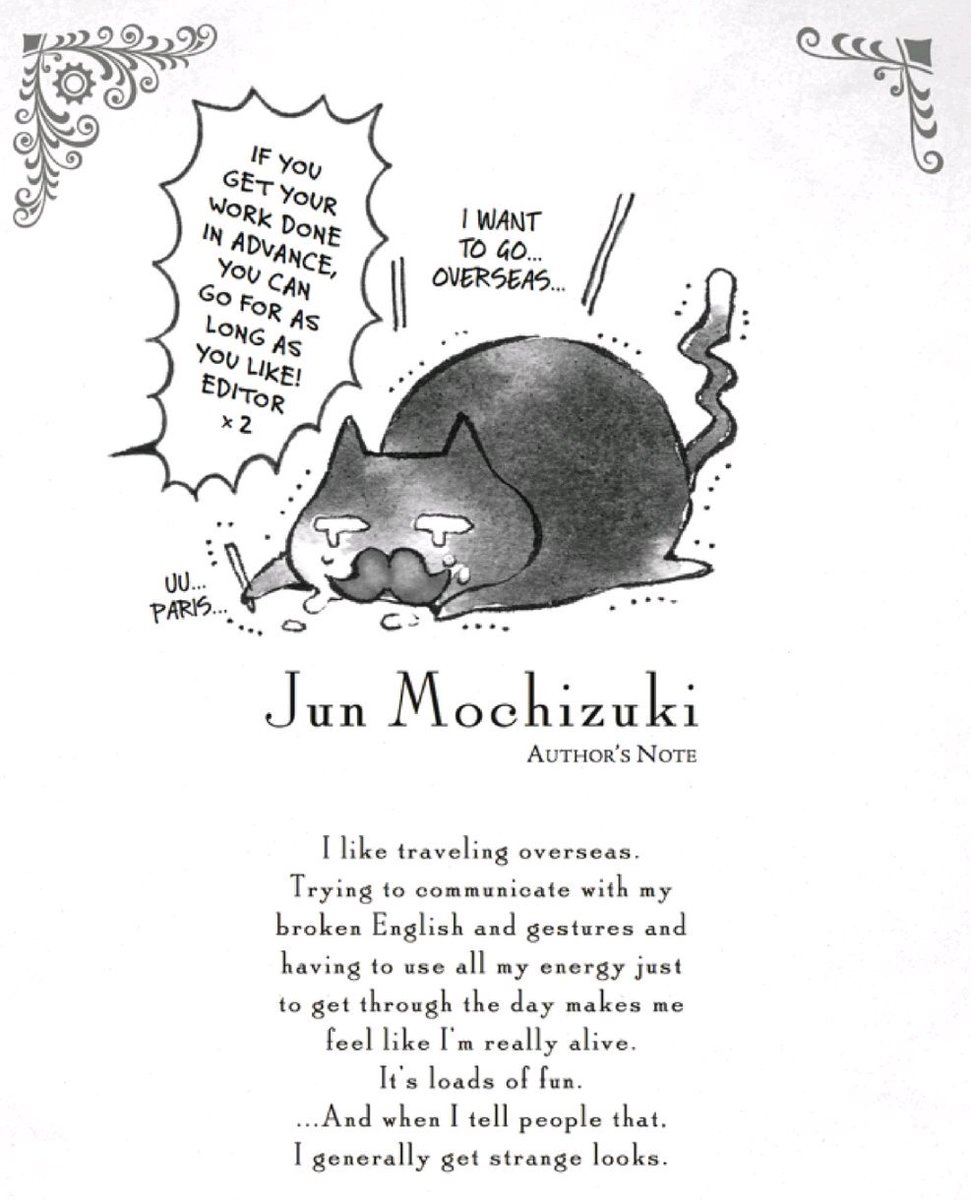 IF YOU
GET YOUR
WORK DONE
IN ADVANCE,
YOU CAN
GO FOR AS
LONG AS
YOU LIKE!
EDITOR
x 2
I WANT
TO GO...
OVERSEAS...
UU...
PARIS...
Jun Mochizuki
AUTHOR'S NOTE
I like traveling overseas.
Trying to communicate with my
broken English and gestures and
having to use all my energy just
to get through the day makes me
feel like I'm really alive.
It's loads of fun.
...And when I tell people that,
I generally get strange looks.